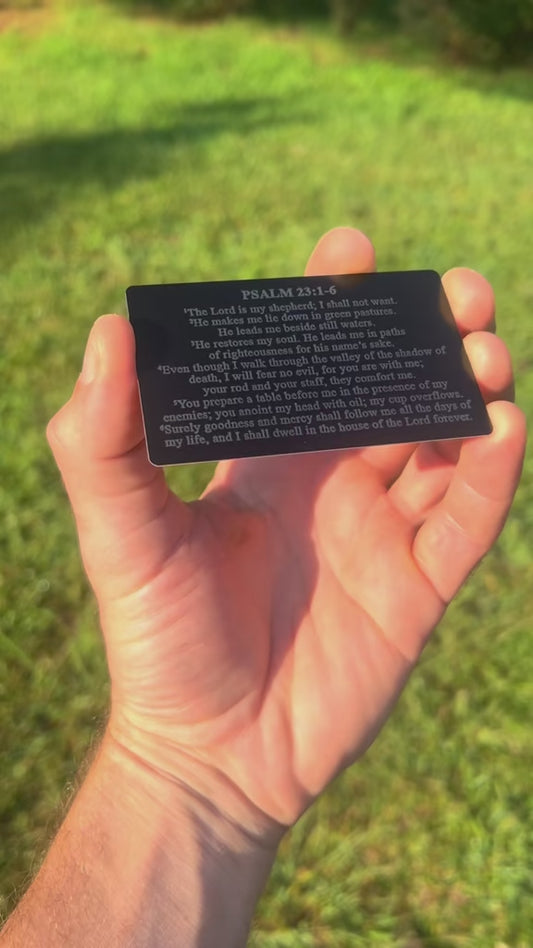 PSALM 23:1-6
¹The Lord is my shepherd; I shall not want.
²He makes me lie down in green pastures.
He leads me beside still waters.
³He restores my soul. He leads me in paths
of righteousness for his name's sake.
⁴Even though I walk through the valley of the shadow of
death, I will fear no evil, for you are with me;
your rod and your staff, they comfort me.
⁵You prepare a table before me in the presence of my
enemies; you anoint my head with oil; my cup overflows.
⁶Surely goodness and mercy shall follow me all the days of
my life, and I shall dwell in the house of the Lord forever.